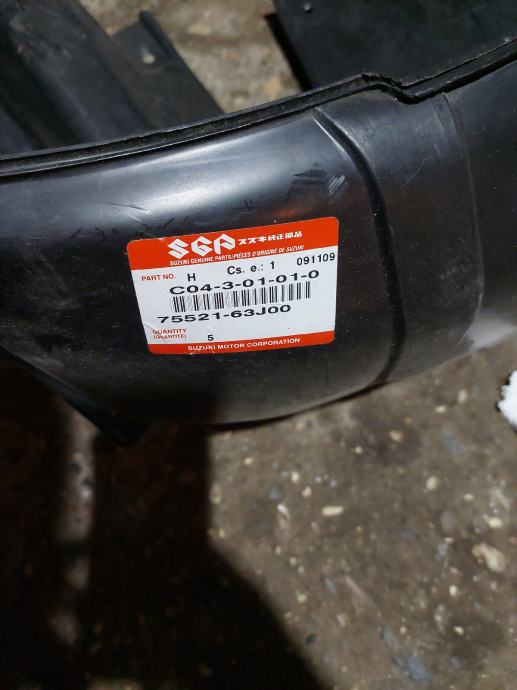 SGP スズキ純正部品
SUZUKI GENUINE PARTS/PIÈCES D'ORIGINE DE SUZUKI
PART NO. H Cs. e.: 1 091109
C04-3-01-01-0
75521-63J00
QUANTITY
(QUANTITÉ) 5
SUZUKI MOTOR CORPORATION